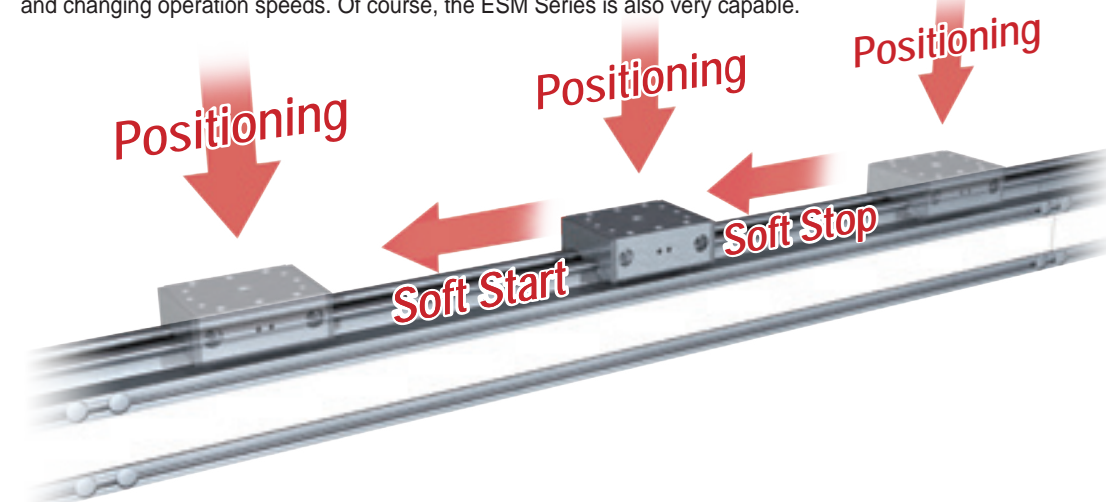 and changing operation speeds. Of course, the ESM Series is also very capable.
Positioning
Positioning
Positioning
Soft Stop
Soft Start